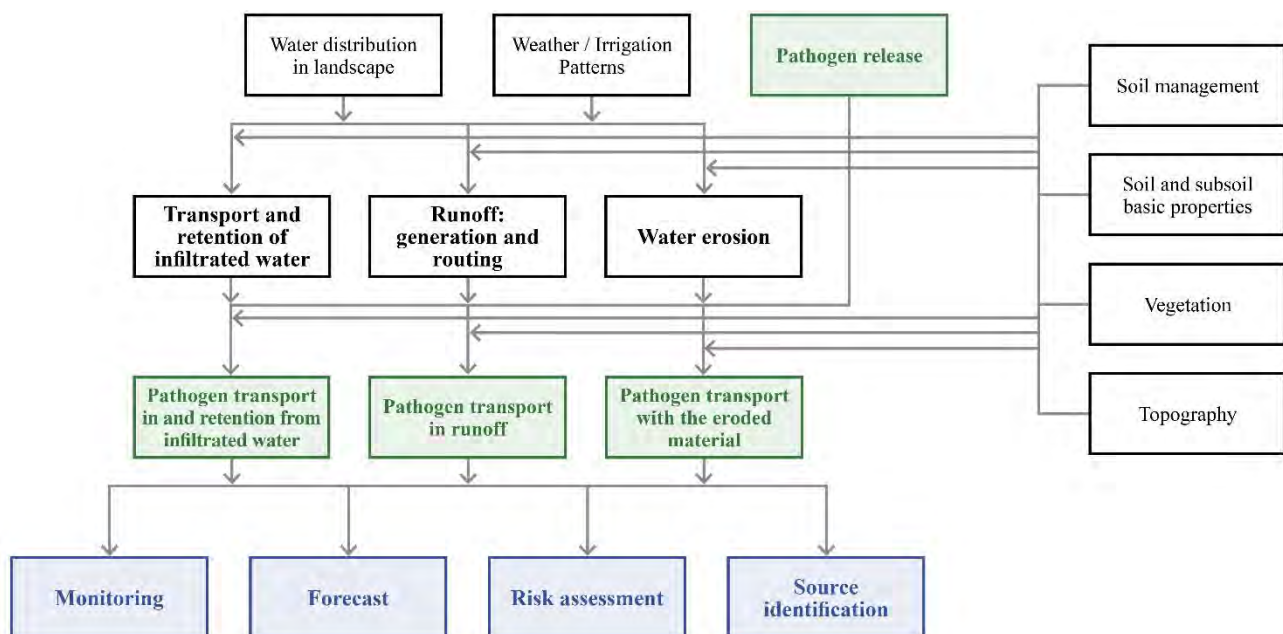 Water distribution
in landscape
Weather / Irrigation
Patterns
Pathogen release
Soil management
Soil and subsoil
basic properties
Vegetation
Topography
Transport and
retention of
infiltrated water
Runoff:
generation and
routing
Water erosion
Pathogen transport
in and retention from
infiltrated water
Pathogen transport
in runoff
Pathogen transport
with the eroded
material
Monitoring
Forecast
Risk assessment
Source
identification